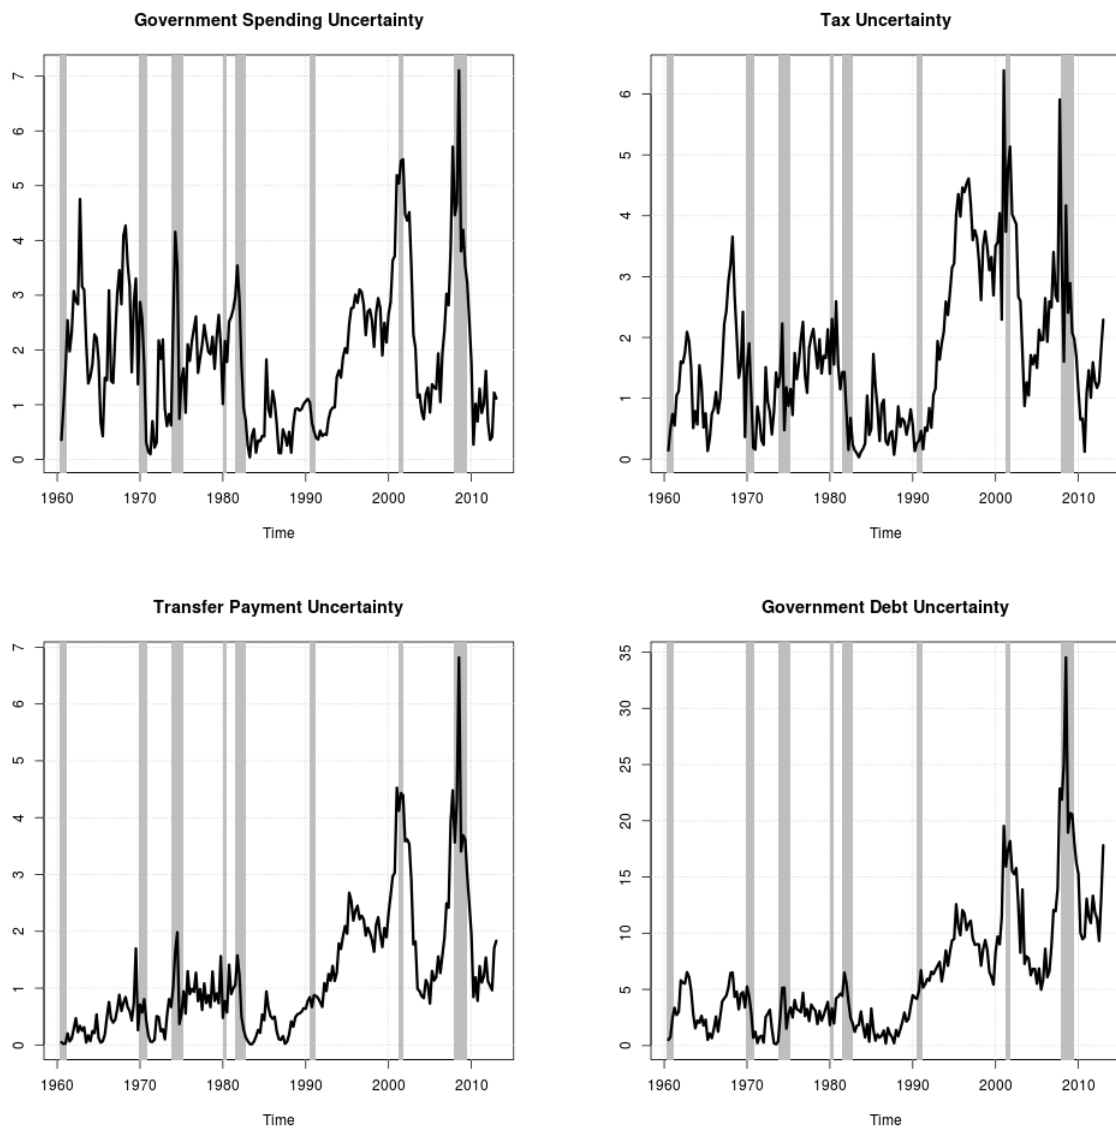 Government Spending Uncertainty
7
6
5
4
3
2
1
0
1960 1970 1980 1990 2000 2010
Time
Tax Uncertainty
6
5
4
3
2
1
0
1960 1970 1980 1990 2000 2010
Time
Transfer Payment Uncertainty
7
6
5
4
3
2
1
0
1960 1970 1980 1990 2000 2010
Time
Government Debt Uncertainty
35
30
25
20
15
10
5
0
1960 1970 1980 1990 2000 2010
Time